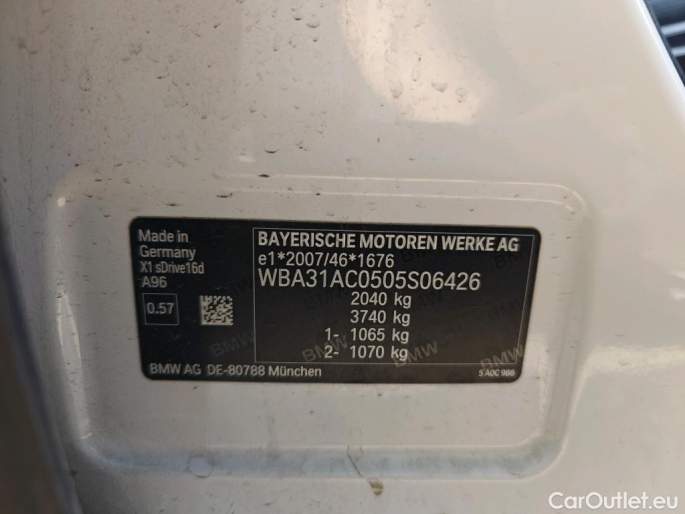 Made in
Germany
X1 sDrive16d
A96
0.57
BAYERISCHE MOTOREN WERKE AG
e1*2007/46*1676
WBA31AC0505S06426
2040 kg
3740 kg
1- 1065 kg
2- 1070 kg
BMW AG DE-80788 München
5 A0C 986
CarOutlet.eu